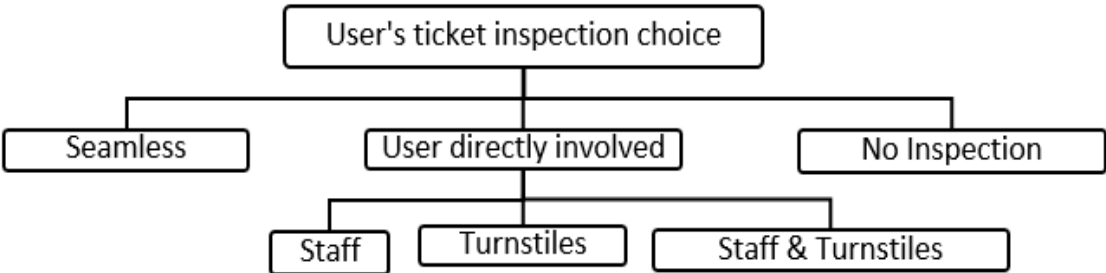 User's ticket inspection choice
Seamless
User directly involved
No Inspection
Staff
Turnstiles
Staff & Turnstiles